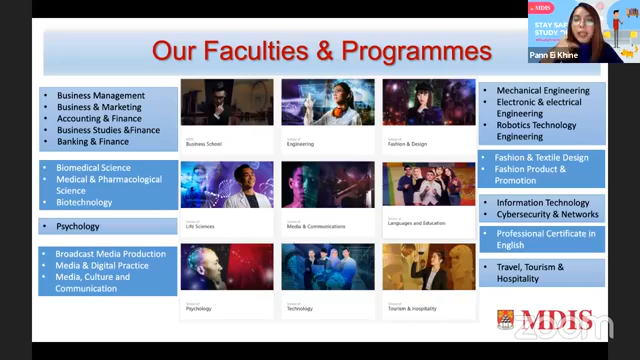 MDIS
STAY SAF
STUDY
Pann Ei Khine
Our Faculties & Programmes
• Business Management
• Business & Marketing
• Accounting & Finance
• Business Studies &Finance
• Banking & Finance
• Biomedical Science
• Medical & Pharmacological
Science
• Biotechnology
• Psychology
• Broadcast Media Production
• Media & Digital Practice
• Media, Culture and
Communication
Business School
Engineering
Fashion & Design
Life Sciences
Media & Communications
Languages and Education
Psychology
Technology
Tourism & Hospitality
• Mechanical Engineering
• Electronic & electrical
Engineering
• Robotics Technology
Engineering
• Fashion & Textile Design
• Fashion Product &
Promotion
• Information Technology
• Cybersecurity & Networks
• Professional Certificate in
English
• Travel, Tourism &
Hospitality
MDIS
zoom